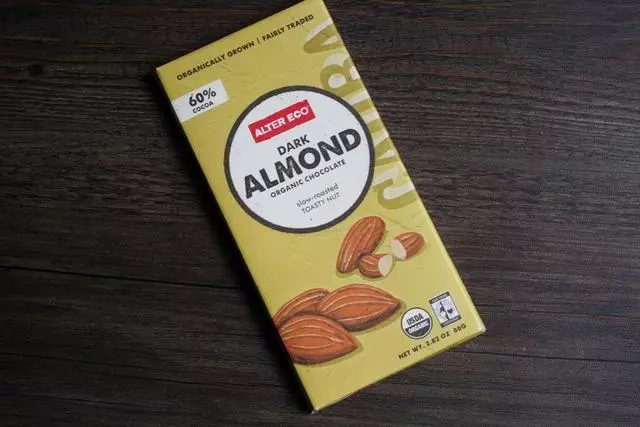 ORGANICALLY GROWN | FAIRLY TRADED
60%
COCOA
ALTER ECO
DARK
ALMOND
ORGANIC CHOCOLATE
slow-roasted
TOASTY NUT
USDA
ORGANIC
NET WT. 2.82 OZ 80G